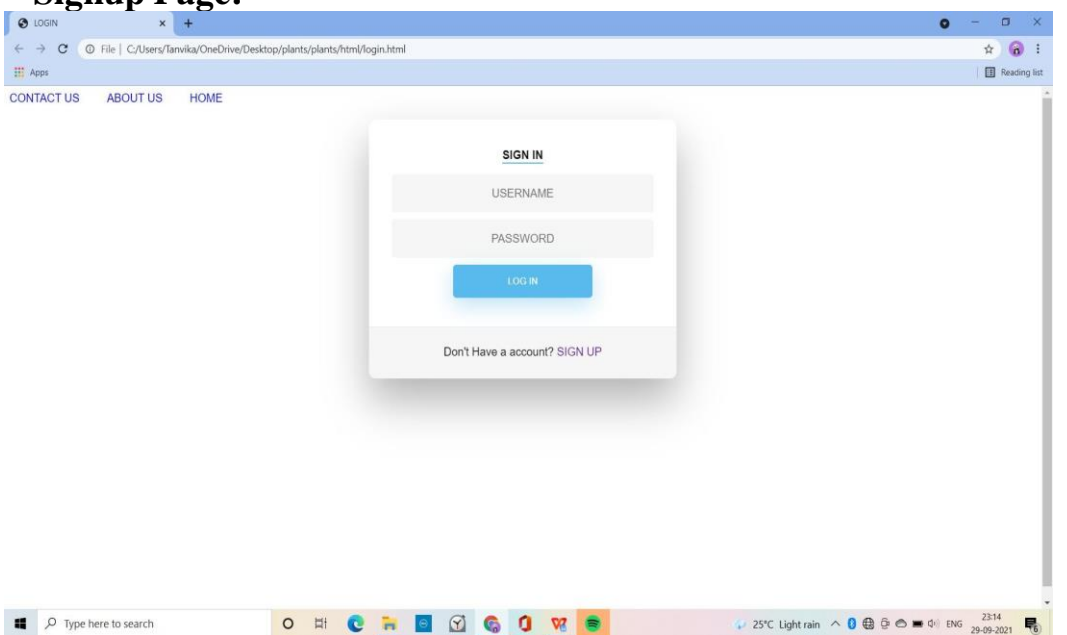 Signup Page:
LOGIN
File | C:/Users/Tanvika/OneDrive/Desktop/plants/plants/html/login.html
Apps
Reading list
CONTACT US ABOUT US HOME
SIGN IN
USERNAME
PASSWORD
LOG IN
Don't Have a account? SIGN UP
Type here to search
25°C Light rain
ENG
23:14
29-09-2021
6